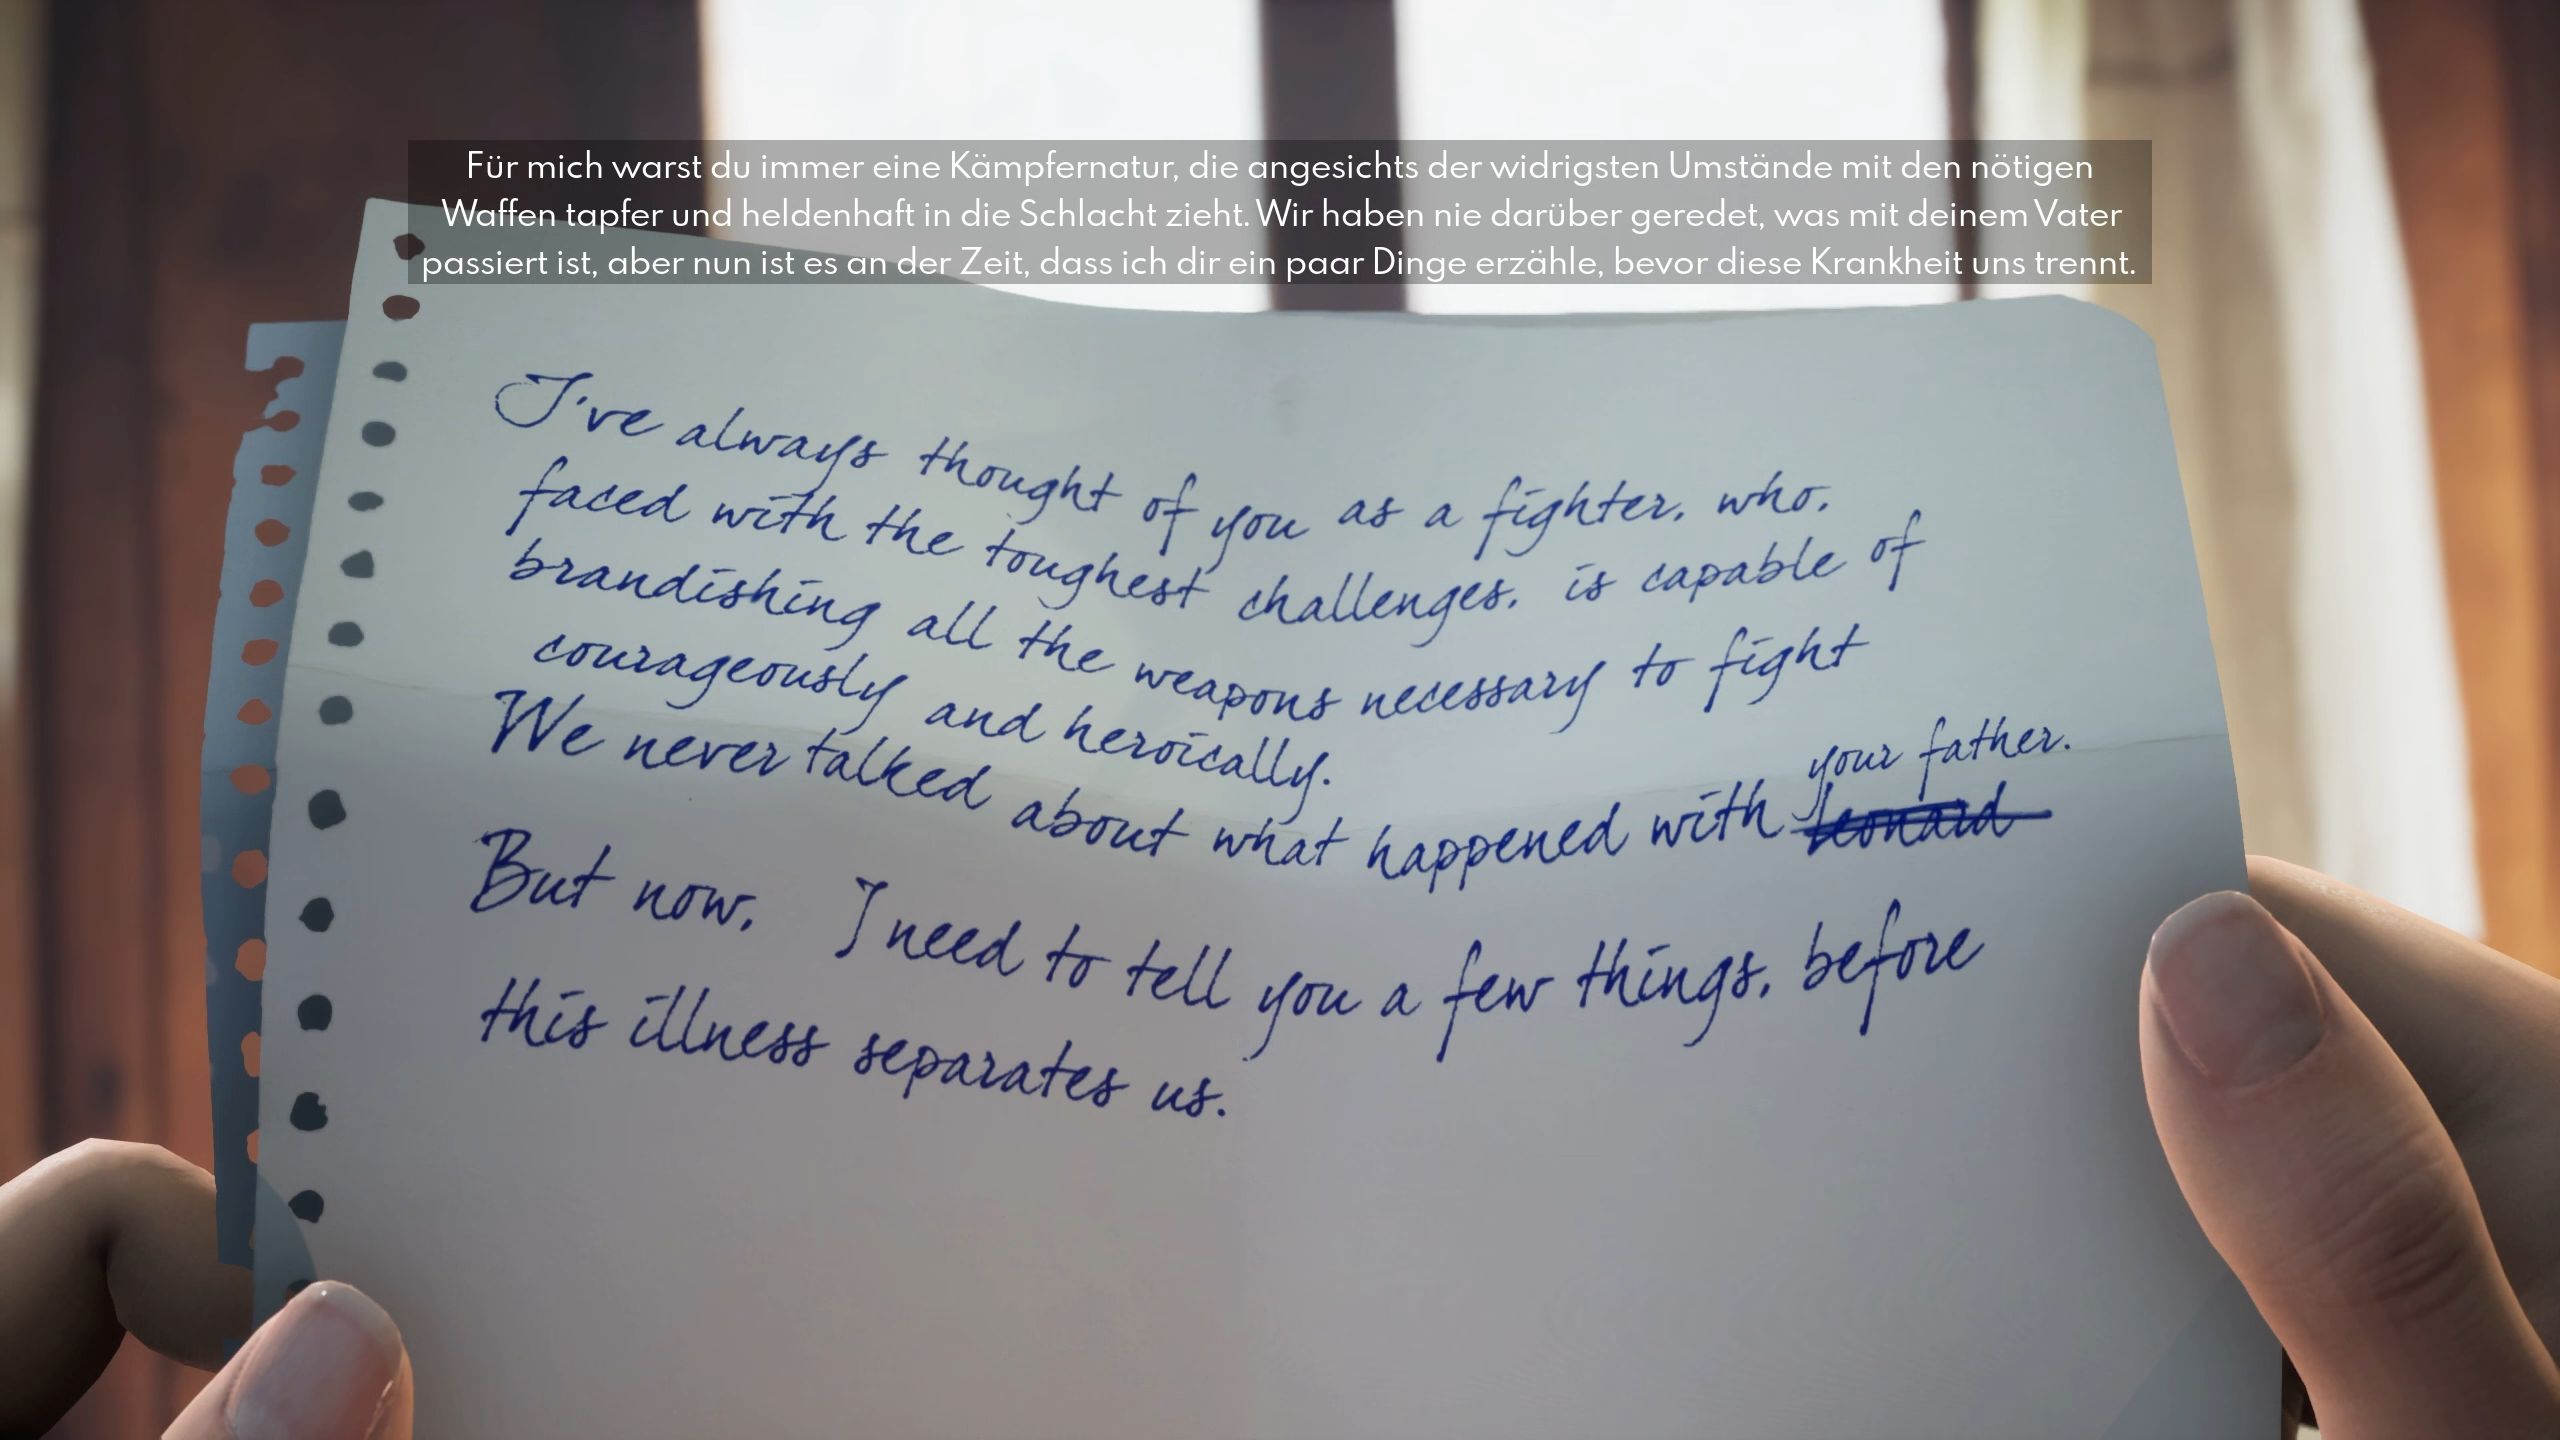 Für mich warst du immer eine Kämpfernatur, die angesichts der widrigsten Umstände mit den nötigen
Waffen tapfer und heldenhaft in die Schlacht zieht. Wir haben nie darüber geredet, was mit deinem Vater
passiert ist, aber nun ist es an der Zeit, dass ich dir ein paar Dinge erzähle, bevor diese Krankheit uns trennt.
I've always thought of you as a fighter, who,
faced with the toughest challenges, is capable of
brandishing all the weapons necessary to fight
courageously and heroically.
your father.
We never talked about what happened with Leonard
But now, I need to tell you a few things, before
this illness separates us.